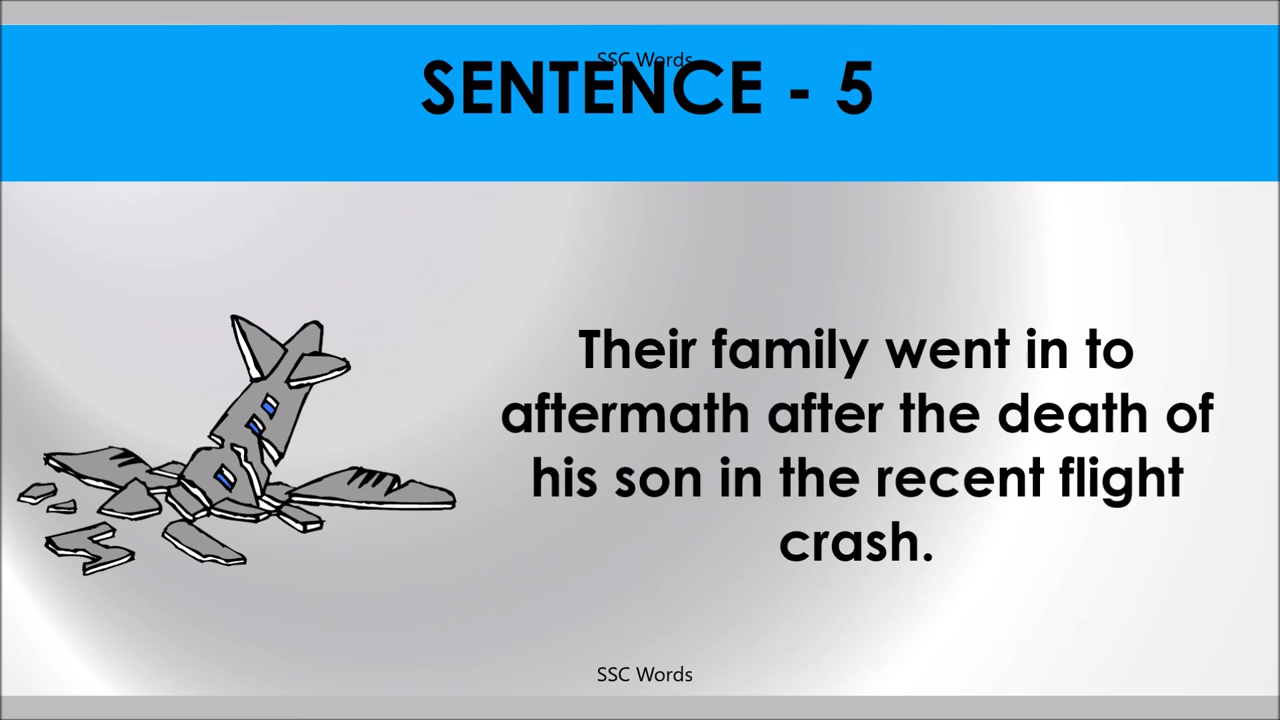 SSC Words
SENTENCE - 5
Their family went in to
aftermath after the death of
his son in the recent flight
crash.
SSC Words